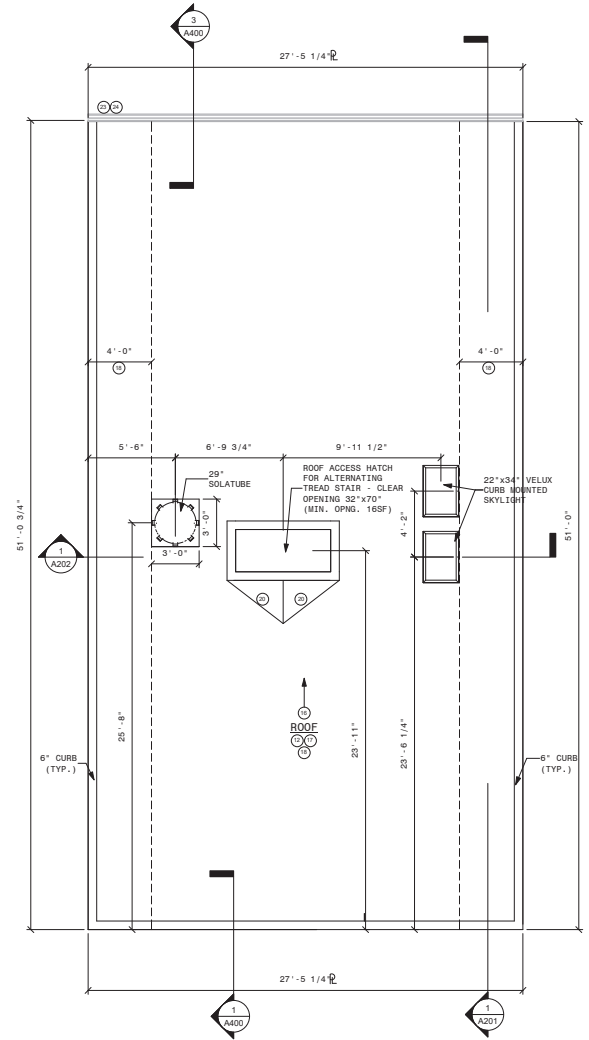 3
A400
27'-5 1/4" PL
23 24
4'-0"
18
4'-0"
18
5'-6"
6'-9 3/4"
9'-11 1/2"
29"
SOLATUBE
ROOF ACCESS HATCH
FOR ALTERNATING
TREAD STAIR - CLEAR
OPENING 32"x70"
(MIN. OPNG. 16SF)
22"x34" VELUX
CURB MOUNTED
SKYLIGHT
51'-0 3/4"
3'-0"
3'-0"
4'-2"
51'-0"
1
A202
20 20
16
ROOF
12 17
18
25'-8"
23'-11"
23'-6 1/4"
6" CURB
(TYP.)
6" CURB
(TYP.)
27'-5 1/4" PL
1
A400
1
A201